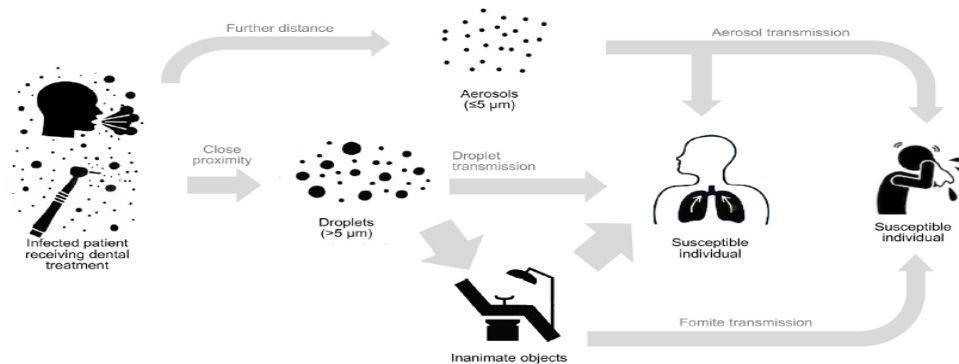 Further distance
Aerosol transmission
Aerosols
(≤5 μm)
Close
proximity
Droplet
transmission
Droplets
(>5 μm)
Infected patient
receiving dental
treatment
Susceptible
individual
Susceptible
individual
Fomite transmission
Inanimate objects